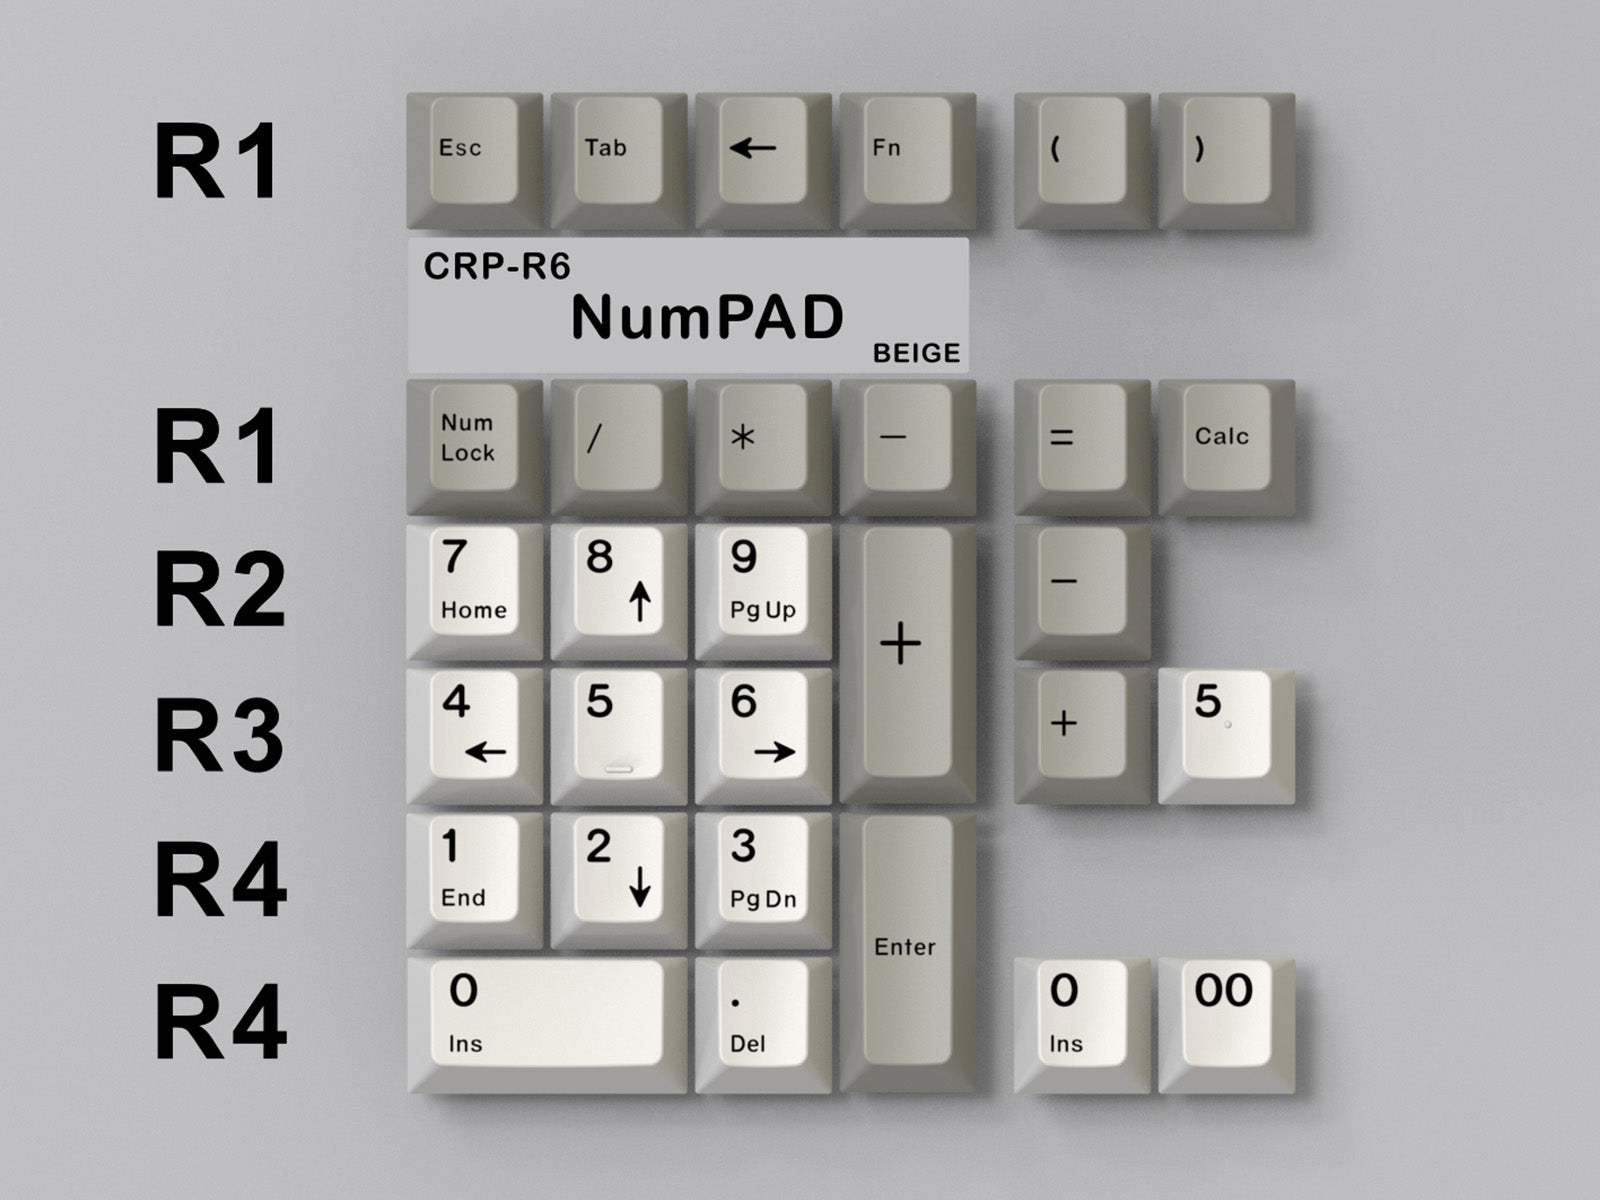 R1 Esc Tab ← Fn ( )
CRP-R6
NumPAD
BEIGE
R1 Num Lock / * − = Calc
R2 7 Home 8 ↑ 9 Pg Up + −
R3 4 ← 5 6 → + 5
R4 1 End 2 ↓ 3 Pg Dn Enter
R4 0 Ins . Del 0 Ins 00